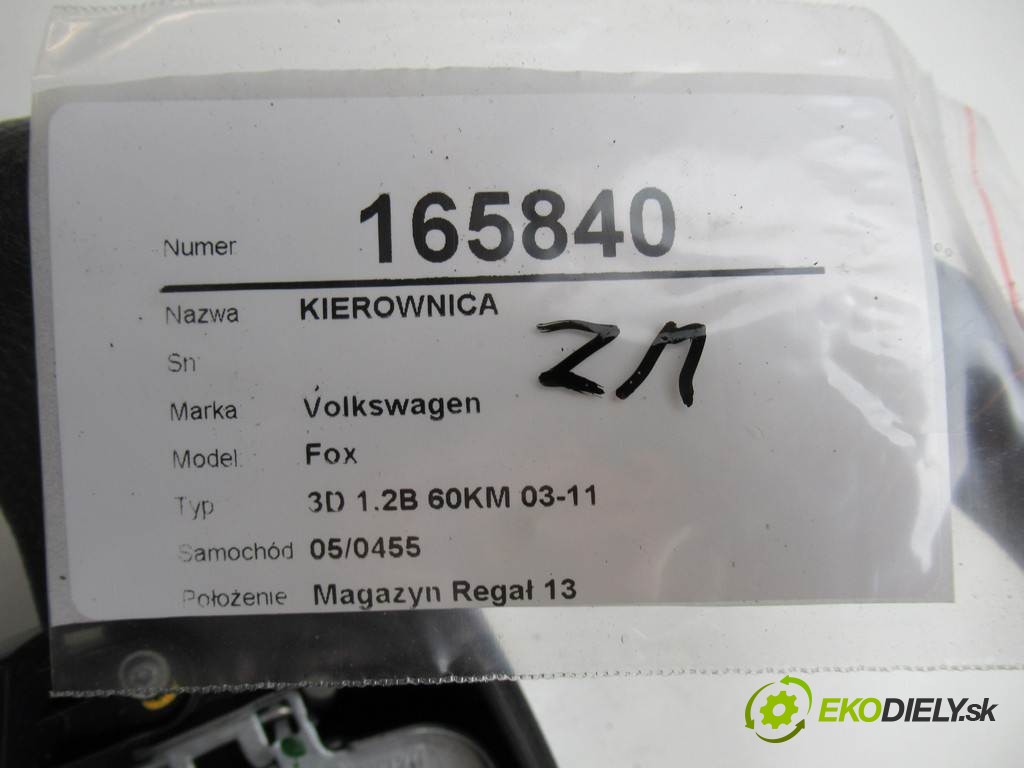 Numer 165840
Nazwa KIEROWNICA
Sn
ZM
Marka Volkswagen
Model: Fox
Typ 3D 1.2B 60KM 03-11
Samochód 05/0455
Położenie Magazyn Regał 13
EKODIELY.sk